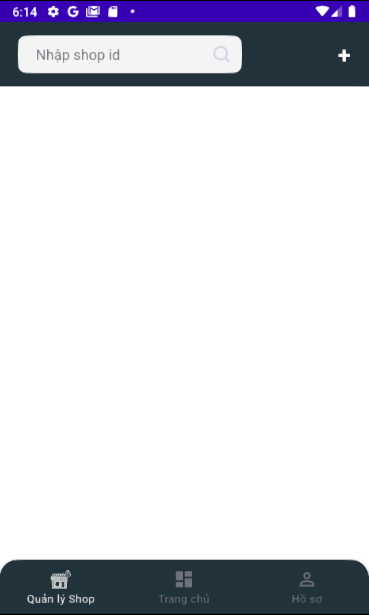 6:14
Nhập shop id
Quản lý Shop
Trang chủ
Hồ sơ